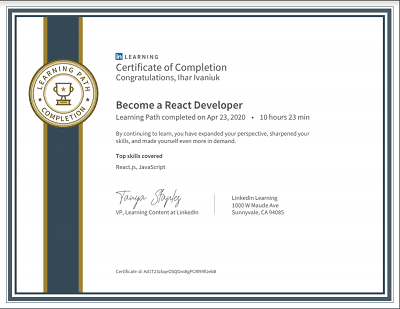 in LEARNING
Certificate of Completion
Congratulations, Ihar Ivaniuk
LEARNING PATH
COMPLETION
Become a React Developer
Learning Path completed on Apr 23, 2020 • 10 hours 23 min
By continuing to learn, you have expanded your perspective, sharpened your
skills, and made yourself even more in demand.
Top skills covered
React.js, JavaScript
Tanya Staples
VP, Learning Content at LinkedIn
LinkedIn Learning
1000 W Maude Ave
Sunnyvale, CA 94085
Certificate id: